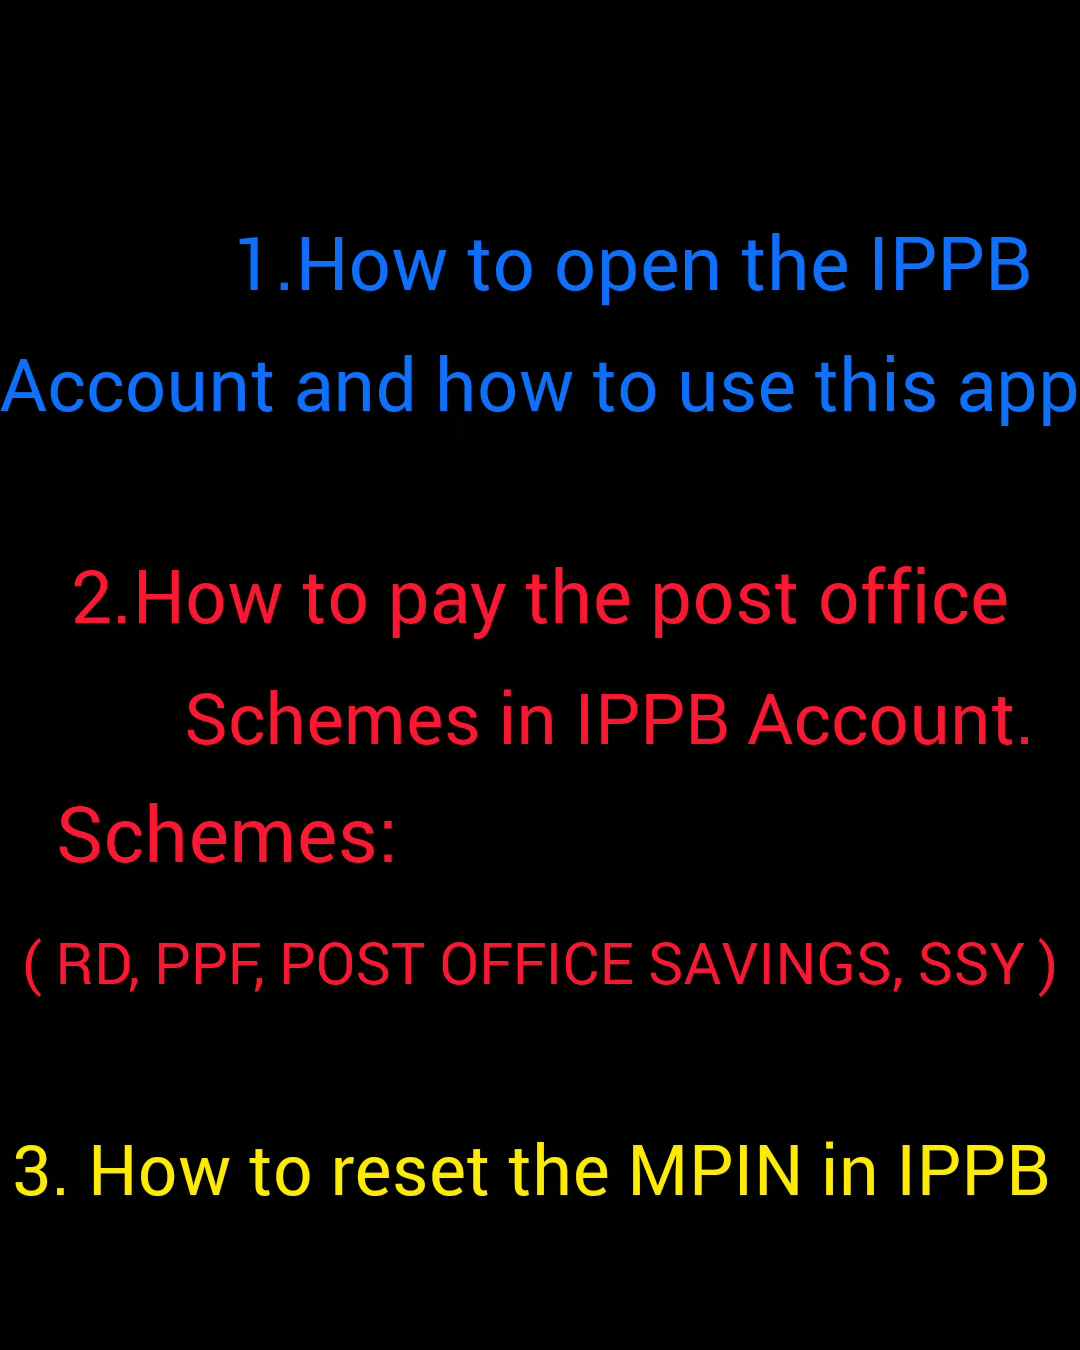 1.How to open the IPPB
Account and how to use this app
2.How to pay the post office
Schemes in IPPB Account.
Schemes:
( RD, PPF, POST OFFICE SAVINGS, SSY )
3. How to reset the MPIN in IPPB